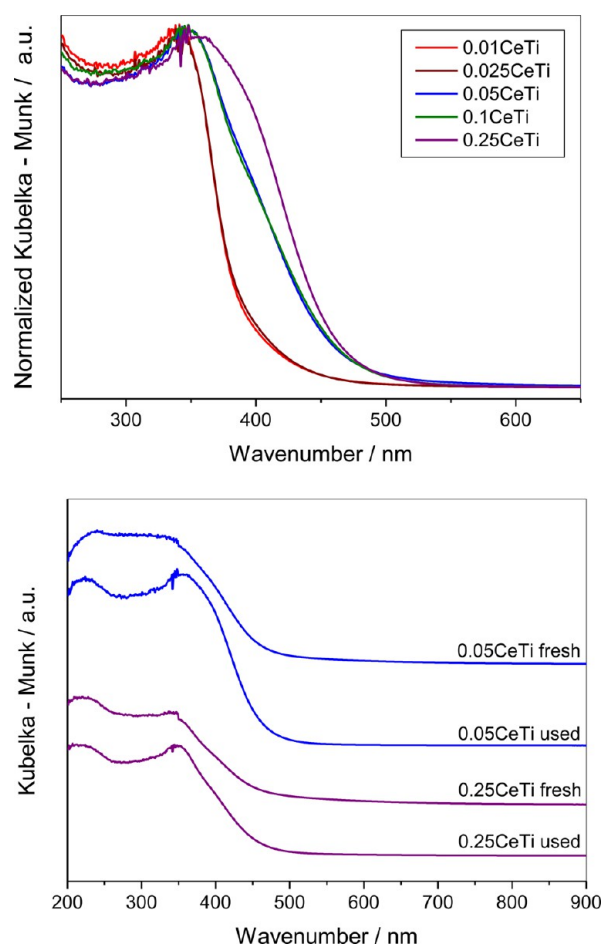 Normalized Kubelka - Munk / a.u.
0.01CeTi
0.025CeTi
0.05CeTi
0.1CeTi
0.25CeTi
300 400 500 600
Wavenumber / nm
Kubelka - Munk / a.u.
0.05CeTi fresh
0.05CeTi used
0.25CeTi fresh
0.25CeTi used
200 300 400 500 600 700 800 900
Wavenumber / nm